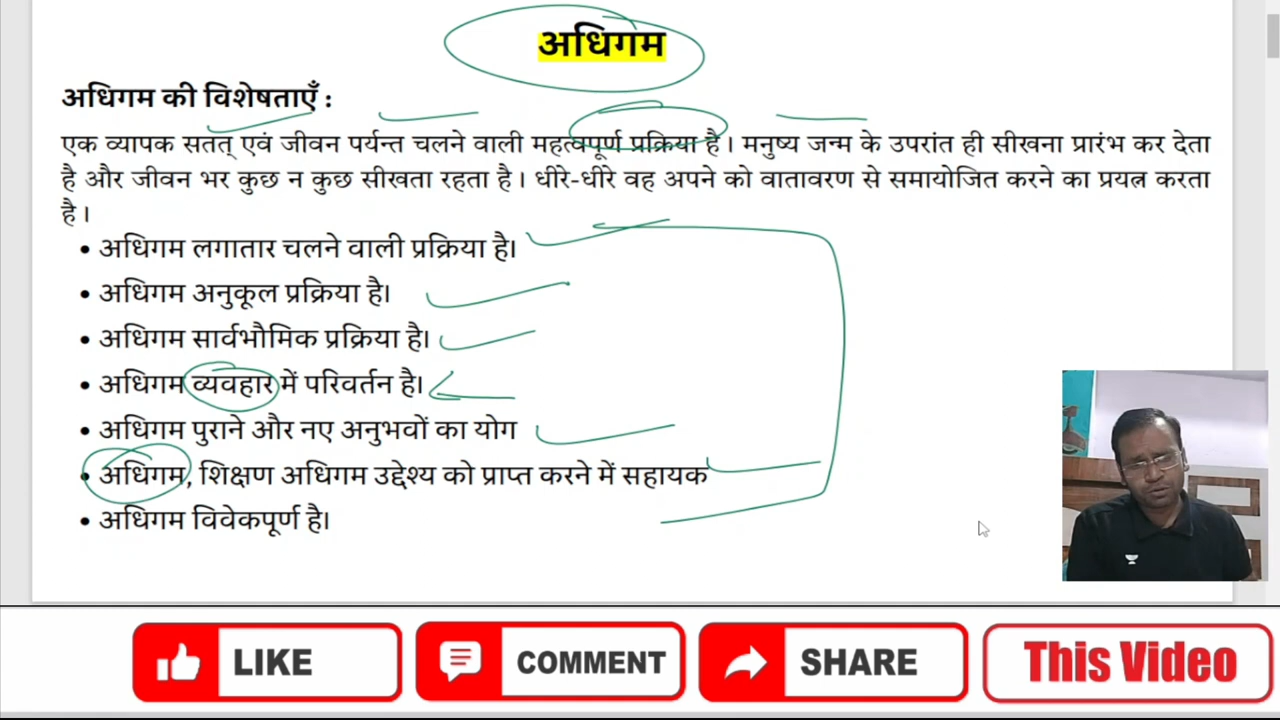 अधिगम
अधिगम की विशेषताएँ :
एक व्यापक सतत् एवं जीवन पर्यन्त चलने वाली महत्वपूर्ण प्रक्रिया है। मनुष्य जन्म के उपरांत ही सीखना प्रारंभ कर देता
है और जीवन भर कुछ न कुछ सीखता रहता है। धीरे-धीरे वह अपने को वातावरण से समायोजित करने का प्रयत्न करता
है।
• अधिगम लगातार चलने वाली प्रक्रिया है।
• अधिगम अनुकूल प्रक्रिया है।
• अधिगम सार्वभौमिक प्रक्रिया है।
• अधिगम व्यवहार में परिवर्तन है।
• अधिगम पुराने और नए अनुभवों का योग
• अधिगम, शिक्षण अधिगम उद्देश्य को प्राप्त करने में सहायक
• अधिगम विवेकपूर्ण है।
LIKE COMMENT SHARE This Video